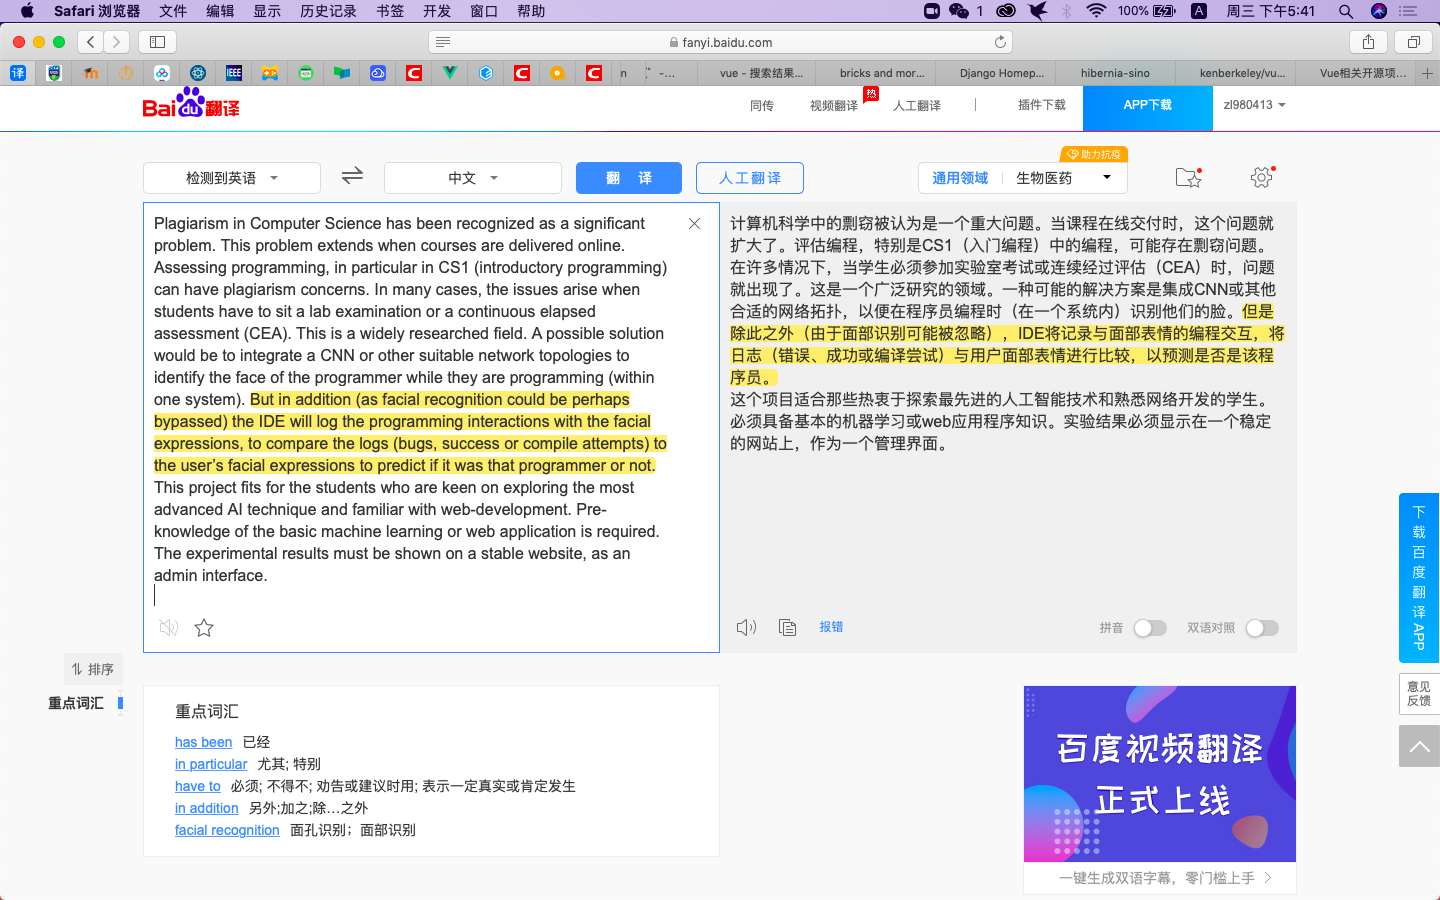 Safari 浏览器 文件 编辑 显示 历史记录 书签 开发 窗口 帮助 1 100% A 周三 下午5:41
fanyi.baidu.com
译 IEEE n -... vue - 搜索结果... bricks and mor... Django Homep... hibernia-sino kenberkeley/vu... Vue相关开源项...
Bai du 翻译 同传 视频翻译 热 人工翻译 插件下载 APP下载 zl980413
检测到英语 中文 翻 译 人工翻译 通用领域 生物医药 助力抗疫
Plagiarism in Computer Science has been recognized as a significant
problem. This problem extends when courses are delivered online.
Assessing programming, in particular in CS1 (introductory programming)
can have plagiarism concerns. In many cases, the issues arise when
students have to sit a lab examination or a continuous elapsed
assessment (CEA). This is a widely researched field. A possible solution
would be to integrate a CNN or other suitable network topologies to
identify the face of the programmer while they are programming (within
one system). But in addition (as facial recognition could be perhaps
bypassed) the IDE will log the programming interactions with the facial
expressions, to compare the logs (bugs, success or compile attempts) to
the user’s facial expressions to predict if it was that programmer or not.
This project fits for the students who are keen on exploring the most
advanced AI technique and familiar with web-development. Pre-
knowledge of the basic machine learning or web application is required.
The experimental results must be shown on a stable website, as an
admin interface.
计算机科学中的剽窃被认为是一个重大问题。当课程在线交付时，这个问题就
扩大了。评估编程，特别是CS1（入门编程）中的编程，可能存在剽窃问题。
在许多情况下，当学生必须参加实验室考试或连续经过评估（CEA）时，问题
就出现了。这是一个广泛研究的领域。一种可能的解决方案是集成CNN或其他
合适的网络拓扑，以便在程序员编程时（在一个系统内）识别他们的脸。但是
除此之外（由于面部识别可能被忽略），IDE将记录与面部表情的编程交互，将
日志（错误、成功或编译尝试）与用户面部表情进行比较，以预测是否是该程
序员。
这个项目适合那些热衷于探索最先进的人工智能技术和熟悉网络开发的学生。
必须具备基本的机器学习或web应用程序知识。实验结果必须显示在一个稳定
的网站上，作为一个管理界面。
报错 拼音 双语对照
下载百度翻译APP
意见
反馈
排序
重点词汇
重点词汇
has been 已经
in particular 尤其; 特别
have to 必须; 不得不; 劝告或建议时用; 表示一定真实或肯定发生
in addition 另外;加之;除…之外
facial recognition 面孔识别；面部识别
百度视频翻译
正式上线
一键生成双语字幕，零门槛上手